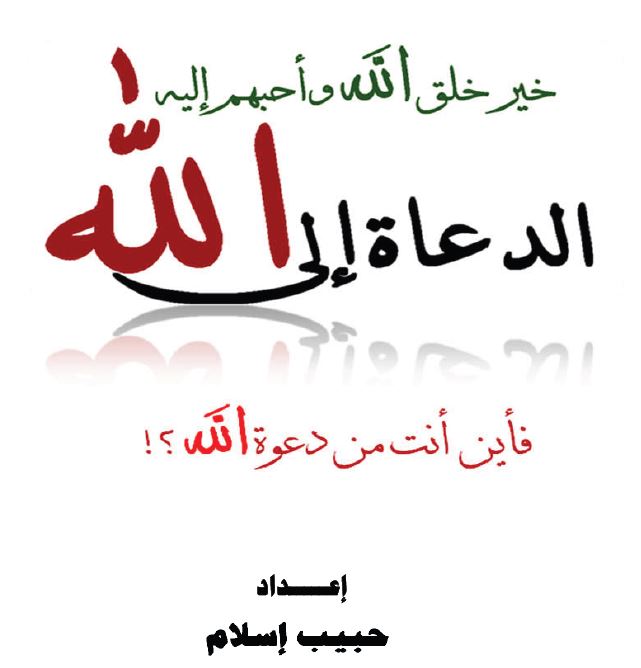 خير خلق الله وأحبهم إليه
الدعاة إلى الله
فأين أنت من دعوة الله ؟!
إعـــداد
حبيب إسلام